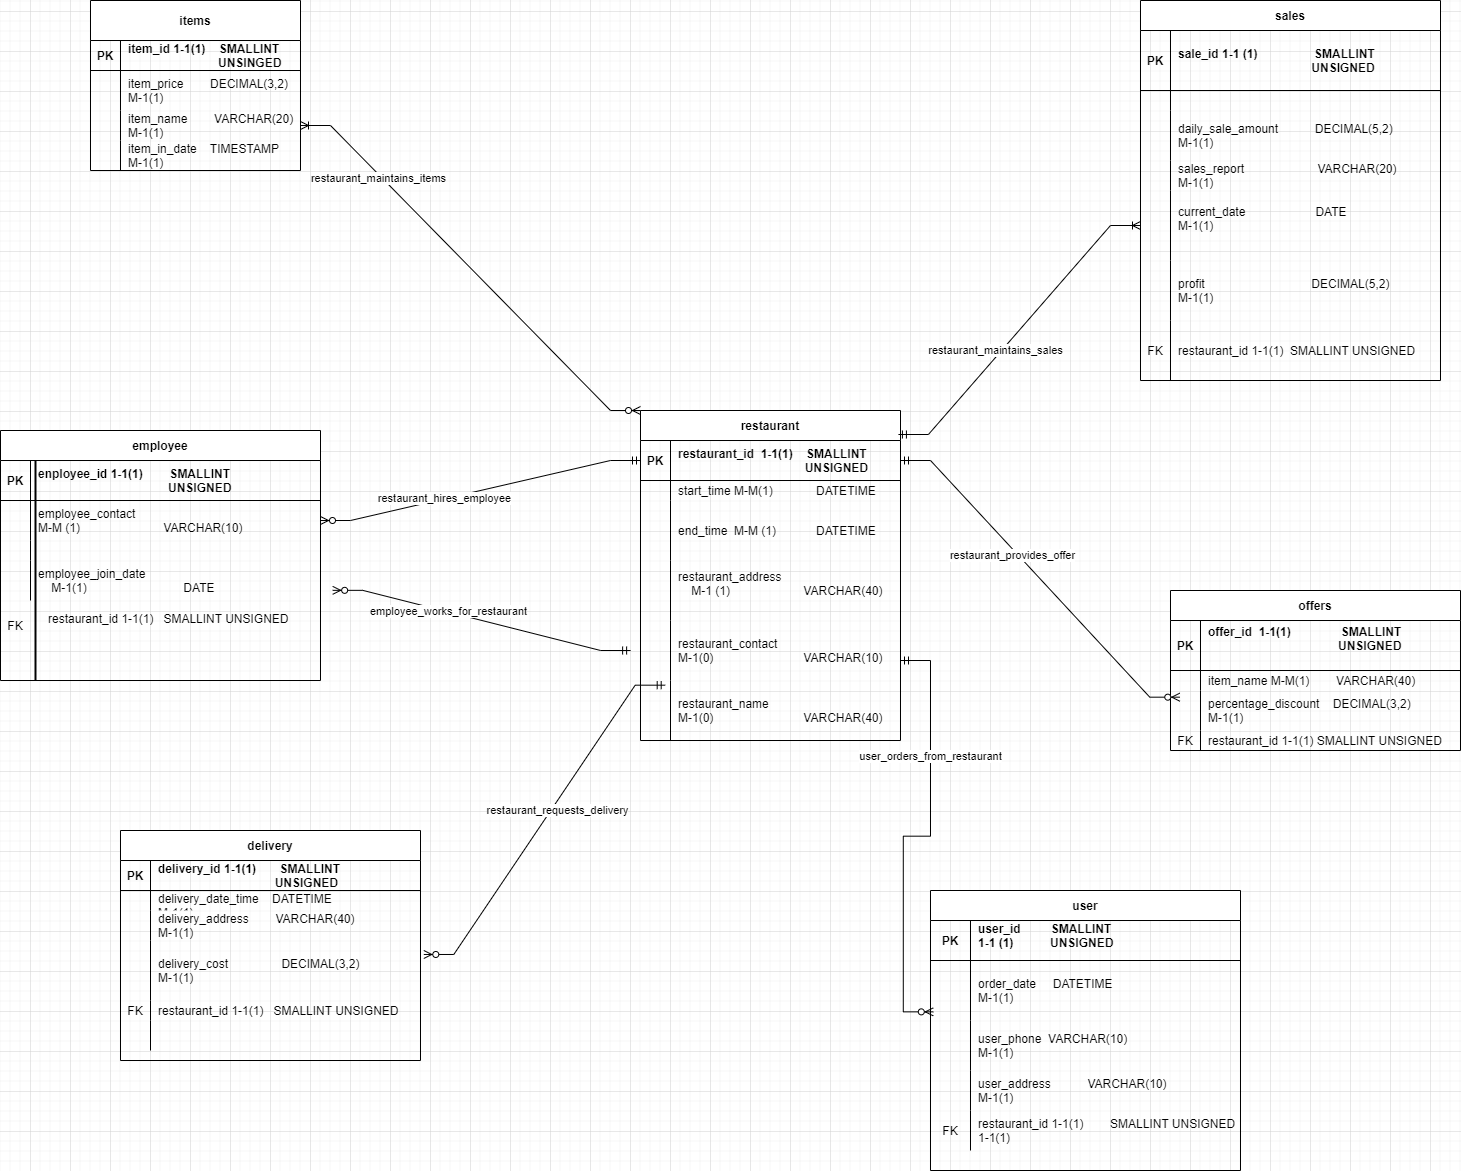 items
PK
item_id 1-1(1) SMALLINT
UNSINGED
item_price DECIMAL(3,2)
M-1(1)
item_name VARCHAR(20)
M-1(1)
item_in_date TIMESTAMP
M-1(1)
restaurant_maintains_items
sales
PK
sale_id 1-1 (1) SMALLINT
UNSIGNED
daily_sale_amount DECIMAL(5,2)
M-1(1)
sales_report VARCHAR(20)
M-1(1)
current_date DATE
M-1(1)
profit DECIMAL(5,2)
M-1(1)
FK restaurant_id 1-1(1) SMALLINT UNSIGNED
restaurant_maintains_sales
employee
PK
enployee_id 1-1(1) SMALLINT
UNSIGNED
employee_contact
M-M (1) VARCHAR(10)
employee_join_date
M-1(1) DATE
FK restaurant_id 1-1(1) SMALLINT UNSIGNED
restaurant_hires_employee
employee_works_for_restaurant
restaurant
PK
restaurant_id 1-1(1) SMALLINT
UNSIGNED
start_time M-M(1) DATETIME
end_time M-M (1) DATETIME
restaurant_address
M-1 (1) VARCHAR(40)
restaurant_contact
M-1(0) VARCHAR(10)
restaurant_name
M-1(0) VARCHAR(40)
restaurant_provides_offer
offers
PK
offer_id 1-1(1) SMALLINT
UNSIGNED
item_name M-M(1) VARCHAR(40)
percentage_discount DECIMAL(3,2)
M-1(1)
FK restaurant_id 1-1(1) SMALLINT UNSIGNED
user_orders_from_restaurant
restaurant_requests_delivery
delivery
PK
delivery_id 1-1(1) SMALLINT
UNSIGNED
delivery_date_time DATETIME
delivery_address VARCHAR(40)
M-1(1)
delivery_cost DECIMAL(3,2)
M-1(1)
FK restaurant_id 1-1(1) SMALLINT UNSIGNED
user
PK
user_id SMALLINT
1-1 (1) UNSIGNED
order_date DATETIME
M-1(1)
user_phone VARCHAR(10)
M-1(1)
user_address VARCHAR(10)
M-1(1)
FK
restaurant_id 1-1(1) SMALLINT UNSIGNED
1-1(1)